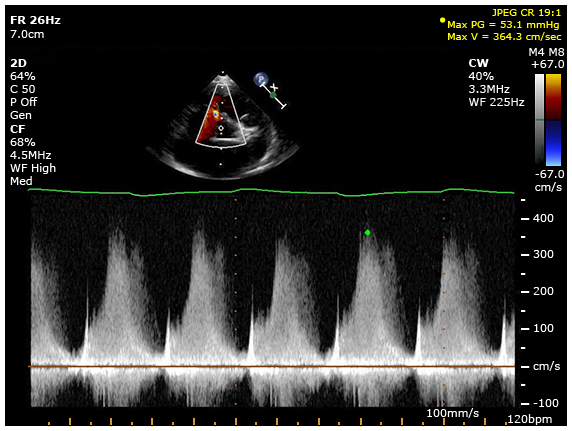 JPEG CR 19:1
FR 26Hz
7.0cm
Max PG = 53.1 mmHg
Max V = 364.3 cm/sec
M4 M8
+67.0
2D
64%
C 50
P Off
Gen
CF
68%
4.5MHz
WF High
Med
P
CW
40%
3.3MHz
WF 225Hz
-67.0
cm/s
400
300
200
100
cm/s
-100
100mm/s
120bpm